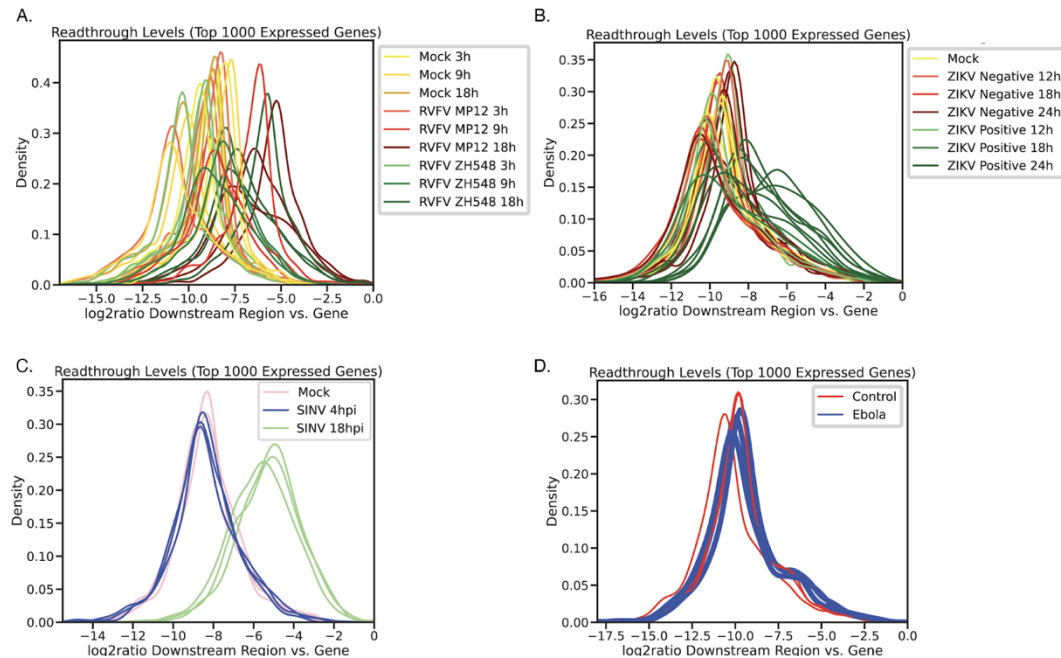 A.
Readthrough Levels (Top 1000 Expressed Genes)
Density
0.4
0.3
0.2
0.1
0.0
−15.0
−12.5
−10.0
−7.5
−5.0
−2.5
0.0
log2ratio Downstream Region vs. Gene
Mock 3h
Mock 9h
Mock 18h
RVFV MP12 3h
RVFV MP12 9h
RVFV MP12 18h
RVFV ZH548 3h
RVFV ZH548 9h
RVFV ZH548 18h
B.
Readthrough Levels (Top 1000 Expressed Genes)
Density
0.35
0.30
0.25
0.20
0.15
0.10
0.05
0.00
−16
−14
−12
−10
−8
−6
−4
−2
0
log2ratio Downstream Region vs. Gene
Mock
ZIKV Negative 12h
ZIKV Negative 18h
ZIKV Negative 24h
ZIKV Positive 12h
ZIKV Positive 18h
ZIKV Positive 24h
C.
Readthrough Levels (Top 1000 Expressed Genes)
Density
0.35
0.30
0.25
0.20
0.15
0.10
0.05
0.00
−14
−12
−10
−8
−6
−4
−2
0
log2ratio Downstream Region vs. Gene
Mock
SINV 4hpi
SINV 18hpi
D.
Readthrough Levels (Top 1000 Expressed Genes)
Density
0.30
0.25
0.20
0.15
0.10
0.05
0.00
−17.5
−15.0
−12.5
−10.0
−7.5
−5.0
−2.5
0.0
log2ratio Downstream Region vs. Gene
Control
Ebola